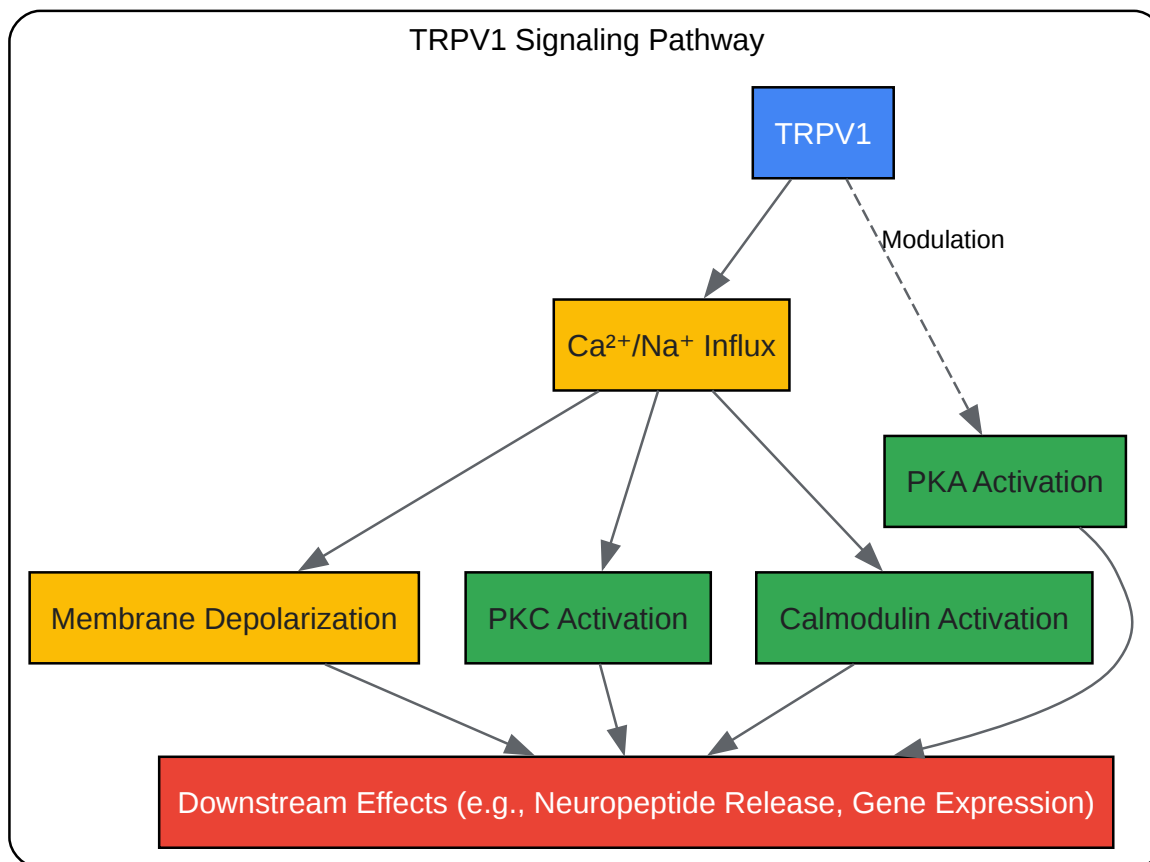 TRPV1 Signaling Pathway
TRPV1
Modulation
Ca²⁺/Na⁺ Influx
PKA Activation
Membrane Depolarization
PKC Activation
Calmodulin Activation
Downstream Effects (e.g., Neuropeptide Release, Gene Expression)